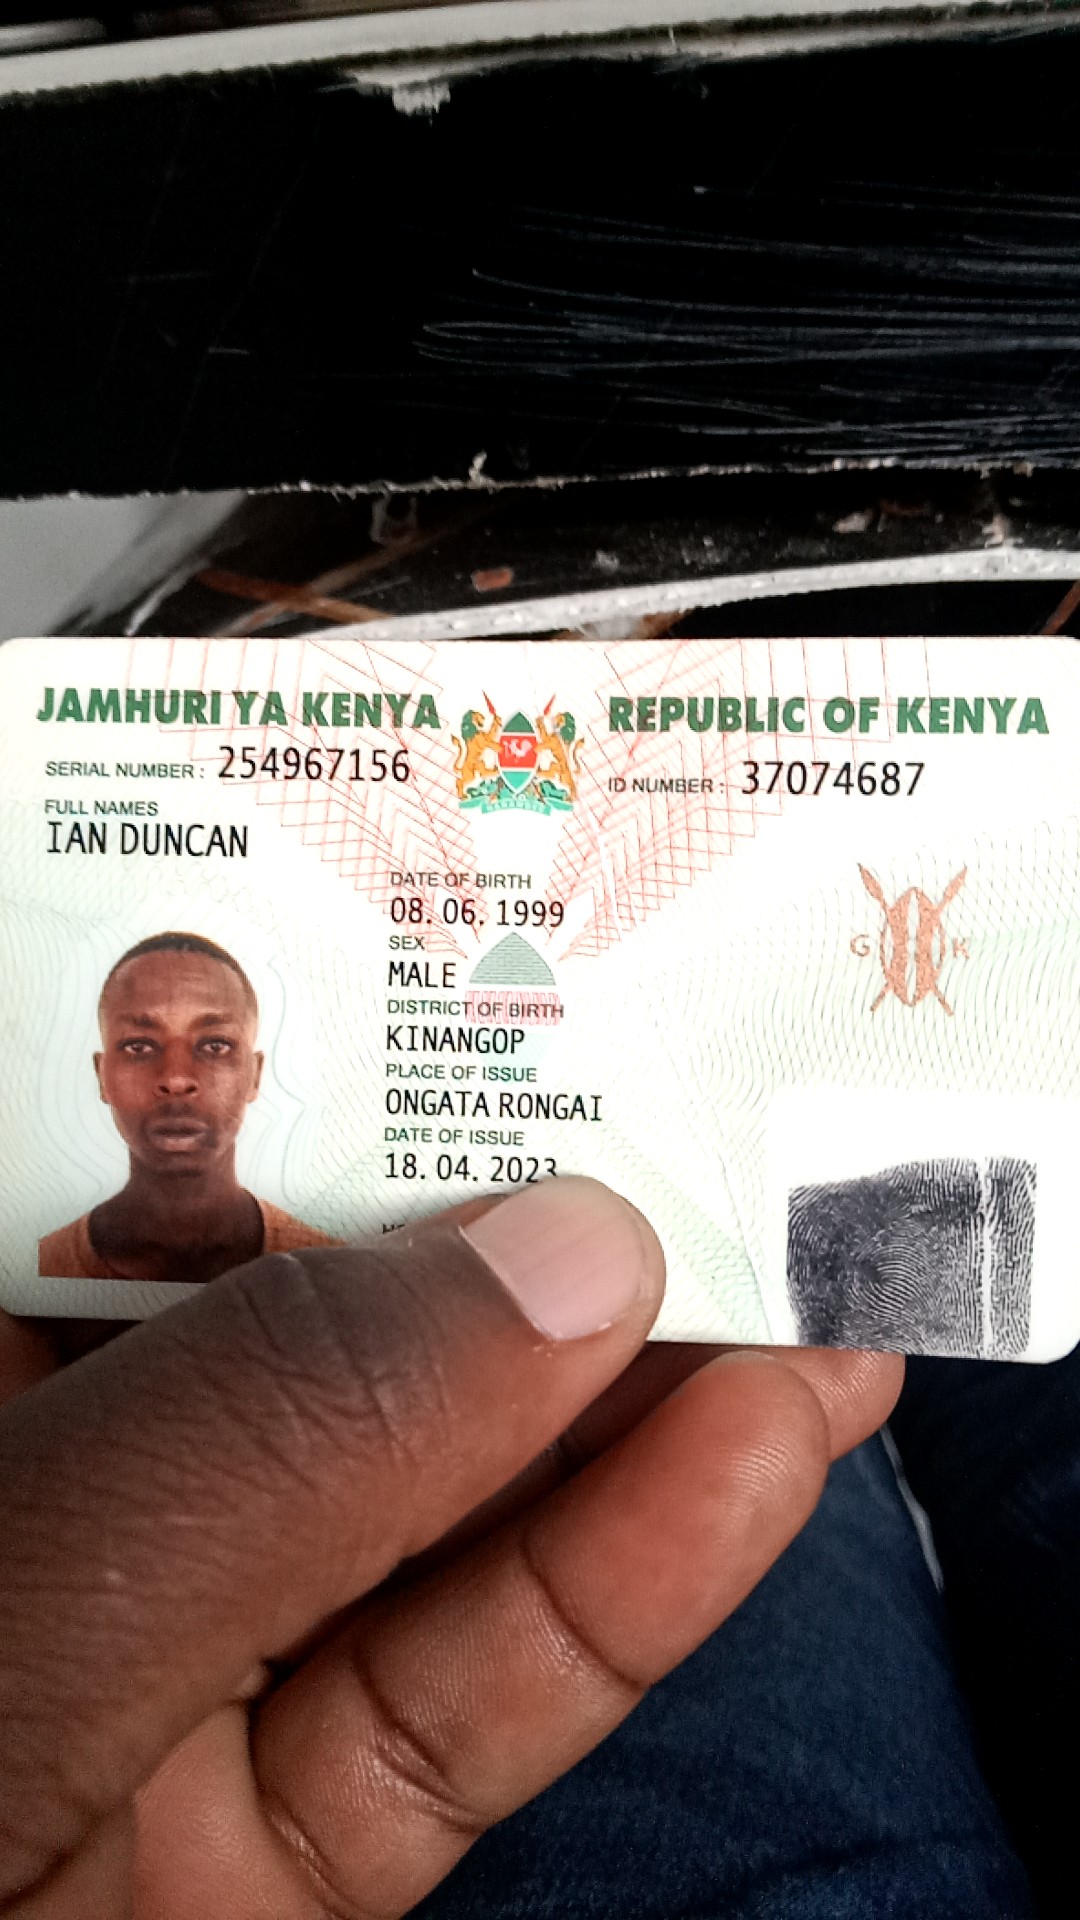 JAMHURI YA KENYA
REPUBLIC OF KENYA
SERIAL NUMBER: 254967156
ID NUMBER: 37074687
FULL NAMES
IAN DUNCAN
DATE OF BIRTH
08. 06. 1999
SEX
MALE
DISTRICT OF BIRTH
KINANGOP
PLACE OF ISSUE
ONGATA RONGAI
DATE OF ISSUE
18. 04. 2023
G K